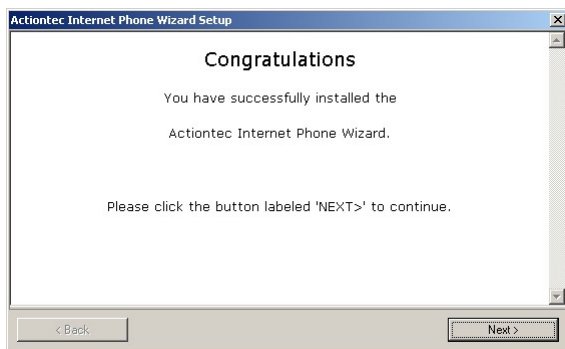 Actiontec Internet Phone Wizard Setup
Congratulations
You have successfully installed the
Actiontec Internet Phone Wizard.
Please click the button labeled 'NEXT>' to continue.
< Back
Next >